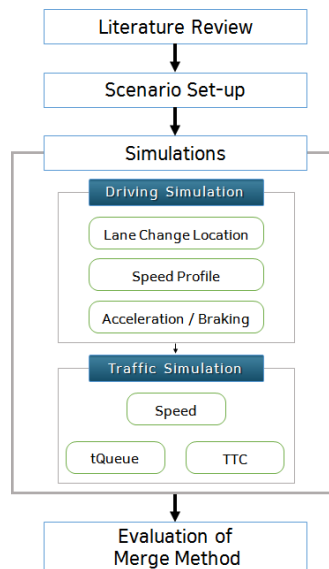 Literature Review
Scenario Set-up
Simulations
Driving Simulation
Lane Change Location
Speed Profile
Acceleration / Braking
Traffic Simulation
Speed
tQueue TTC
Evaluation of
Merge Method